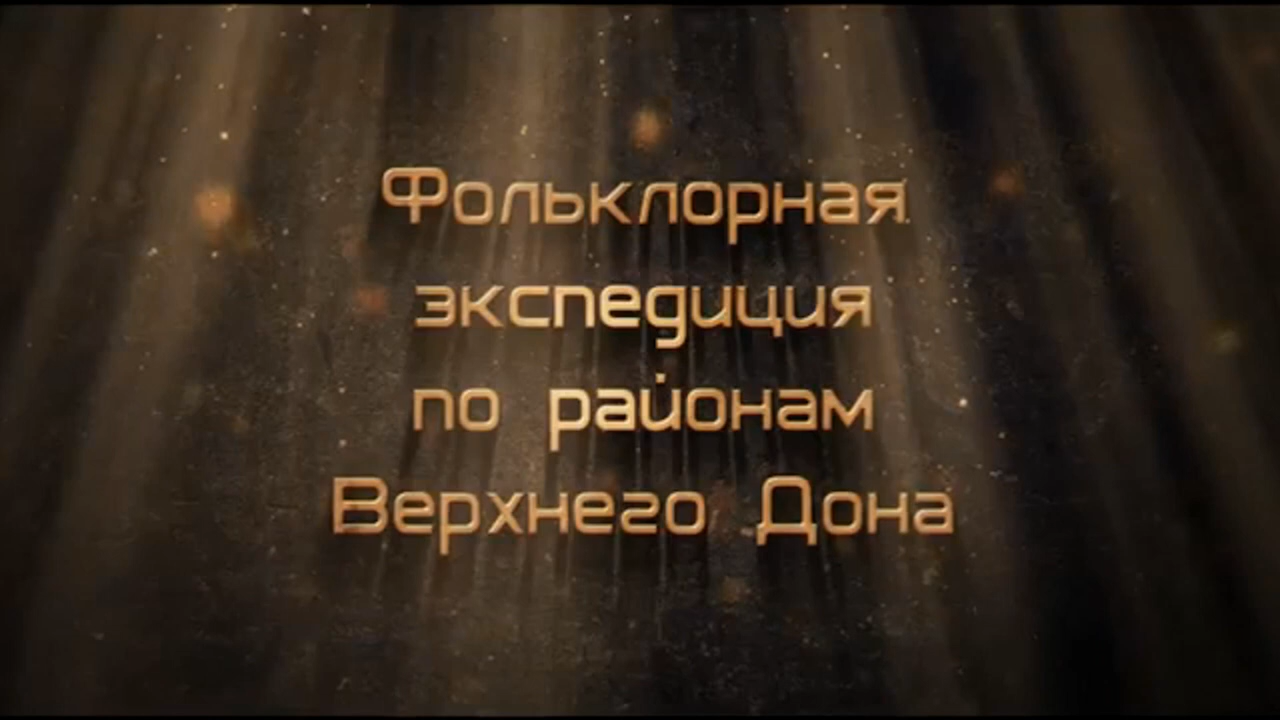 Фольклорная
экспедиция
по районам
Верхнего Дона